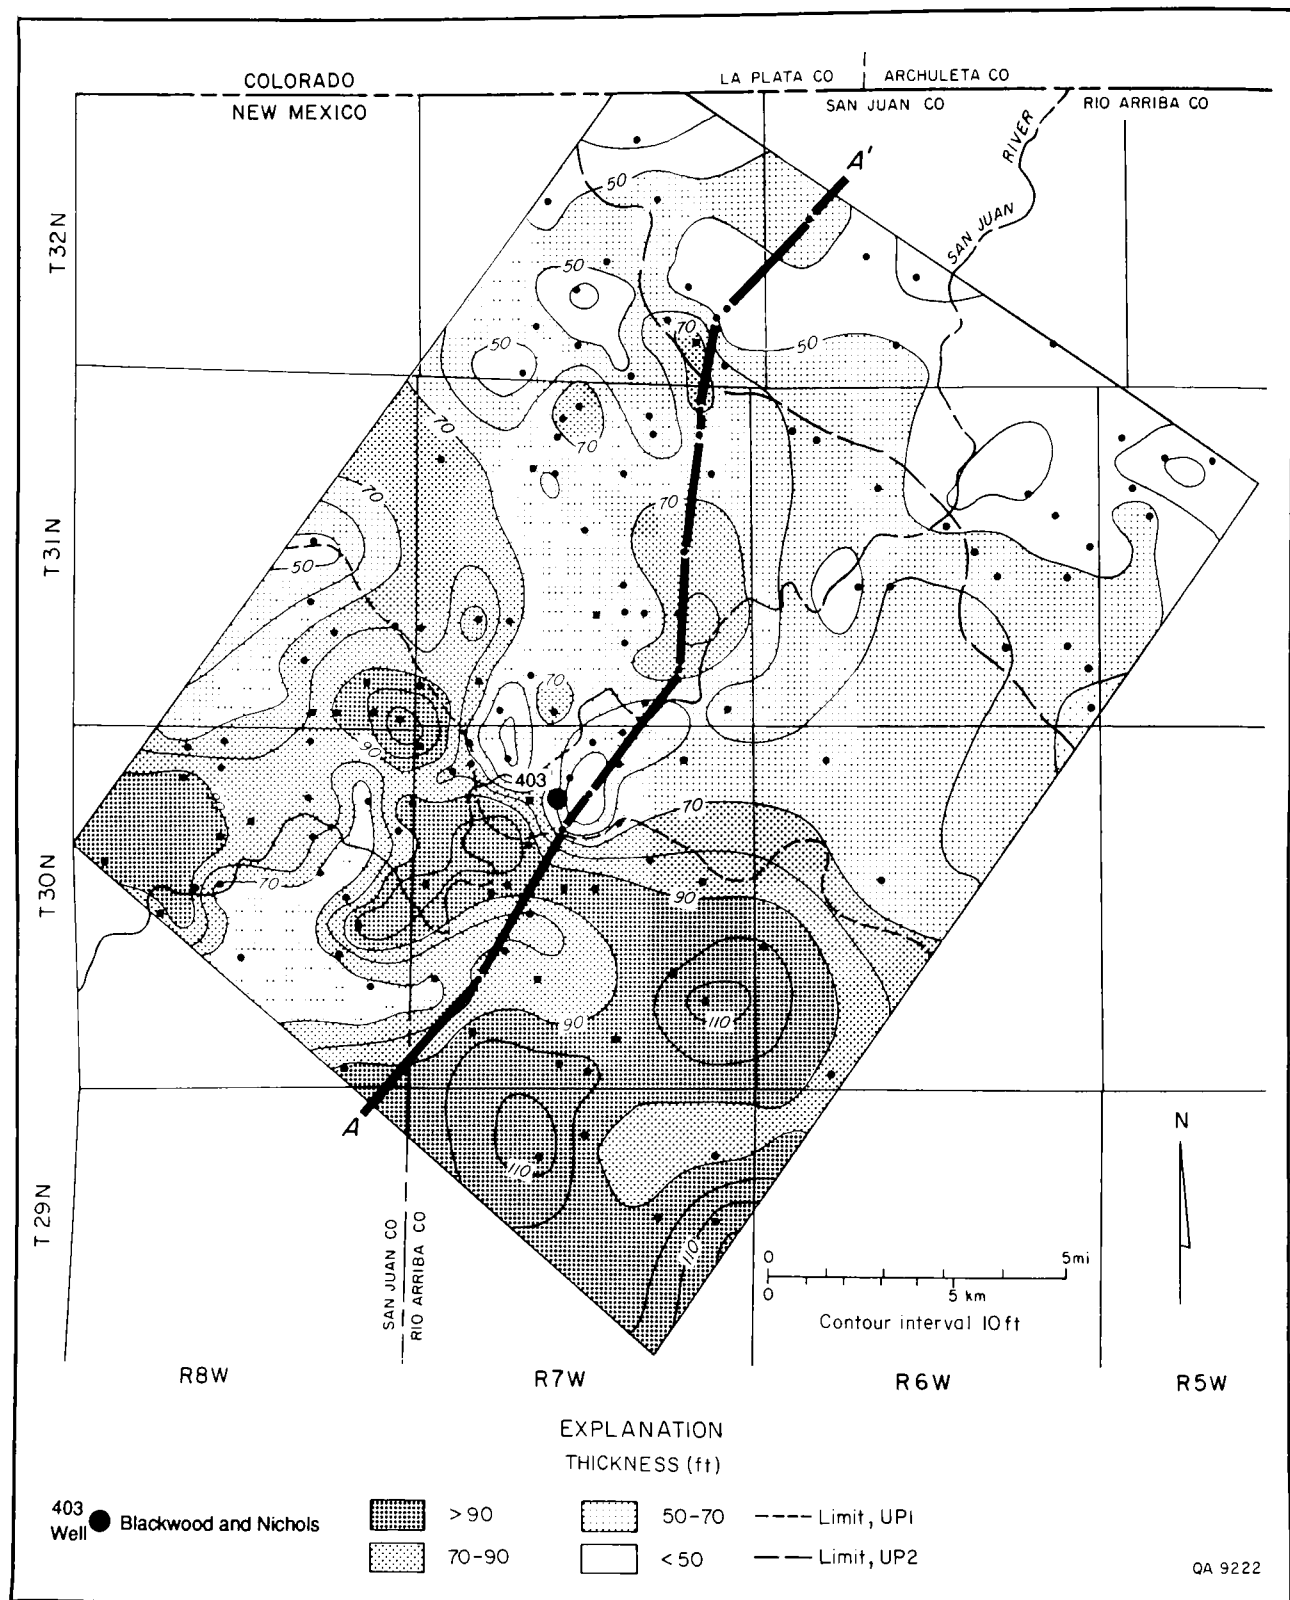 COLORADO
NEW MEXICO
LA PLATA CO
ARCHULETA CO
SAN JUAN CO
RIO ARRIBA CO
SAN JUAN RIVER
A'
T32N
50
50
70
50
50
70
70
70
T31N
70
50
70
90
403
70
90
T30N
70
90
110
90
A
110
110
T29N
SAN JUAN CO
RIO ARRIBA CO
N
0 5mi
0 5 km
Contour interval 10ft
R8W R7W R6W R5W
EXPLANATION
THICKNESS (ft)
403
Well Blackwood and Nichols
>90 50-70 Limit, UP1
70-90 <50 Limit, UP2
QA 9222